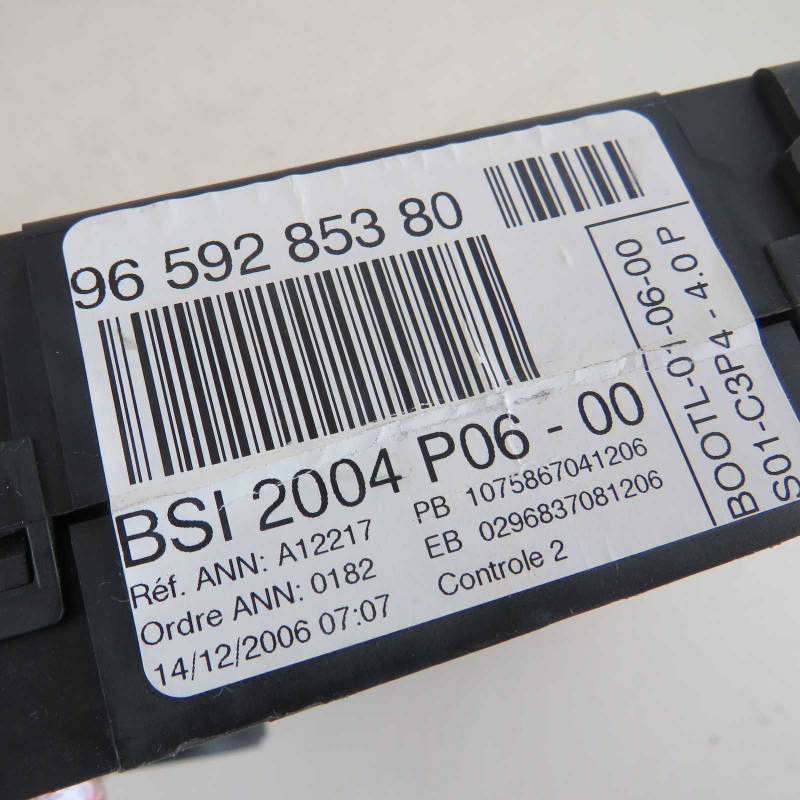 96 592 853 80
BSI 2004 P06 - 00
Réf. ANN: A12217
Ordre ANN: 0182
14/12/2006 07:07
PB 1075867041206
EB 0296837081206
Controle 2
BOOTL-01-06-00
S01-C3P4 - 4.0 P